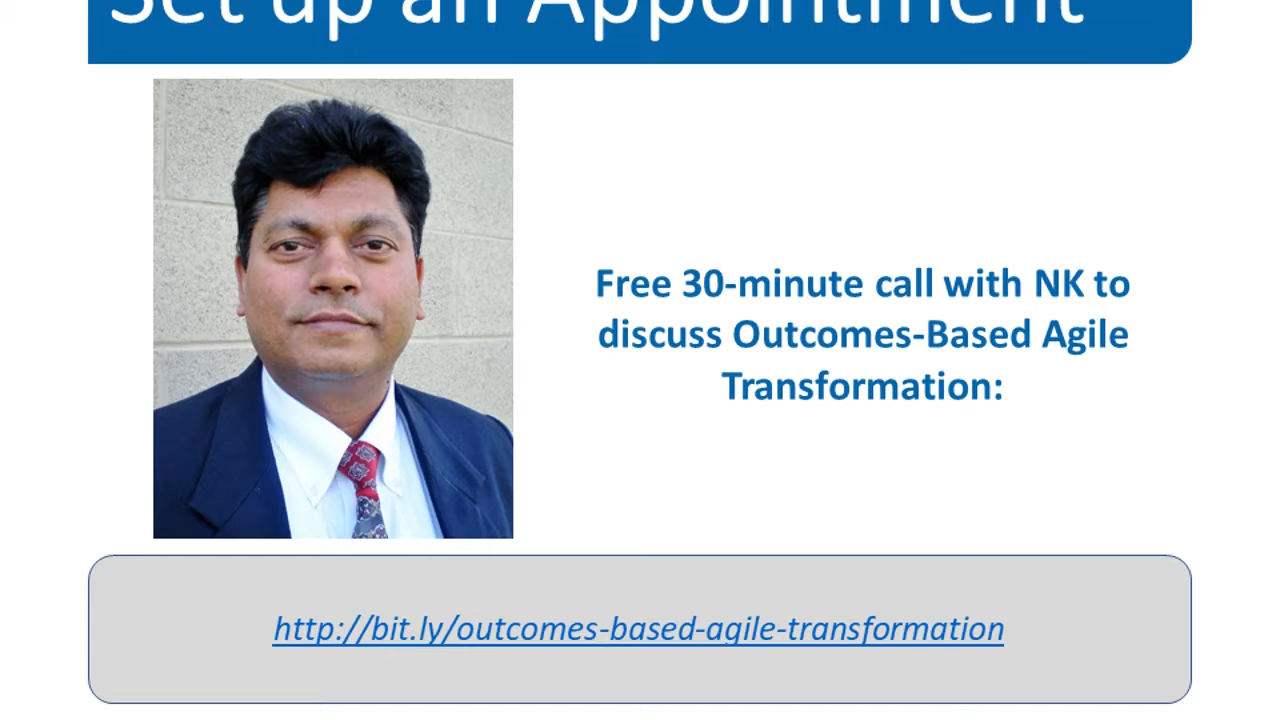 Set up an Appointment
Free 30-minute call with NK to
discuss Outcomes-Based Agile
Transformation:
http://bit.ly/outcomes-based-agile-transformation